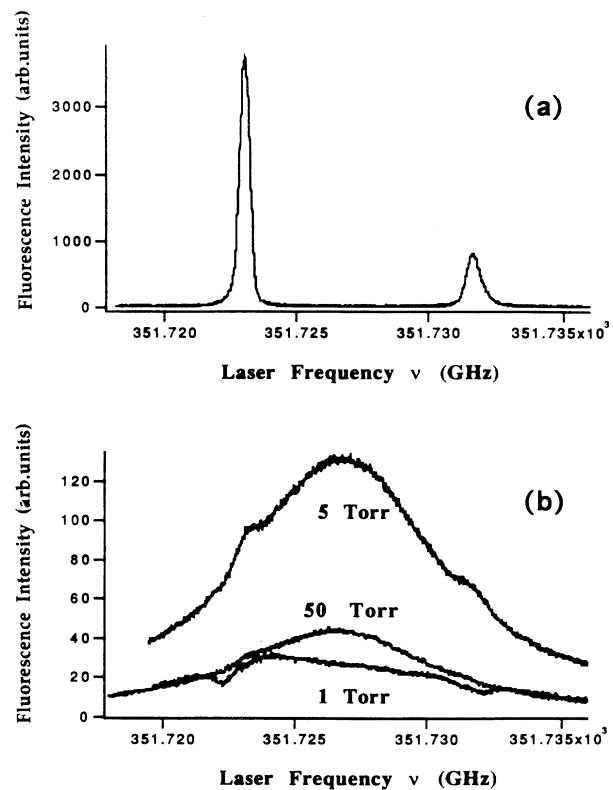 Fluorescence Intensity (arb.units)
3000
2000
1000
0
(a)
351.720
351.725
351.730
351.735x10³
Laser Frequency ν (GHz)
Fluorescence Intensity (arb.units)
120
100
80
60
40
20
0
(b)
5 Torr
50 Torr
1 Torr
351.720
351.725
351.730
351.735x10³
Laser Frequency ν (GHz)